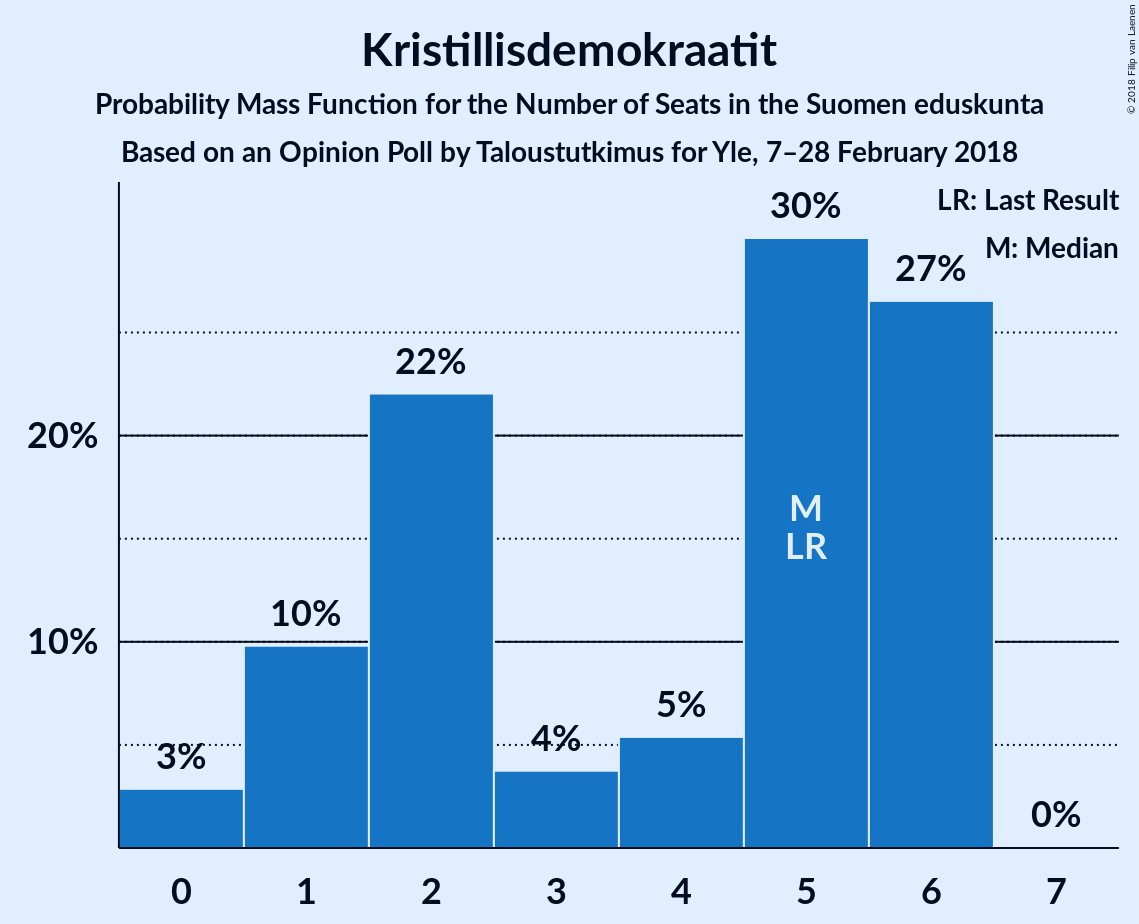 Kristillisdemokraatit
Probability Mass Function for the Number of Seats in the Suomen eduskunta
Based on an Opinion Poll by Taloustutkimus for Yle, 7–28 February 2018
© 2018 Filip van Laenen
LR: Last Result
M: Median
30%
27%
22%
20%
M
LR
10%
10%
5%
4%
3%
0%
0 1 2 3 4 5 6 7